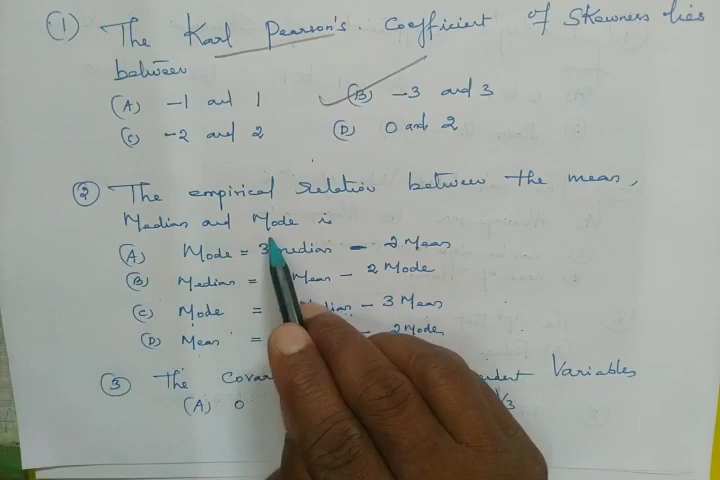 (1) The Karl Pearson's. Coefficient of Skewness lies
between
(A) -1 and 1 (B) -3 and 3
(C) -2 and 2 (D) 0 and 2
(2) The empirical relation between the mean,
Median and Mode is
(A) Mode = 3 median - 2 Mean
(B) Median = Mean - 2 Mode
(C) Mode = - 3 Mean
(D) Mean = - 2 Mode
(3) The Variables
(A) 0